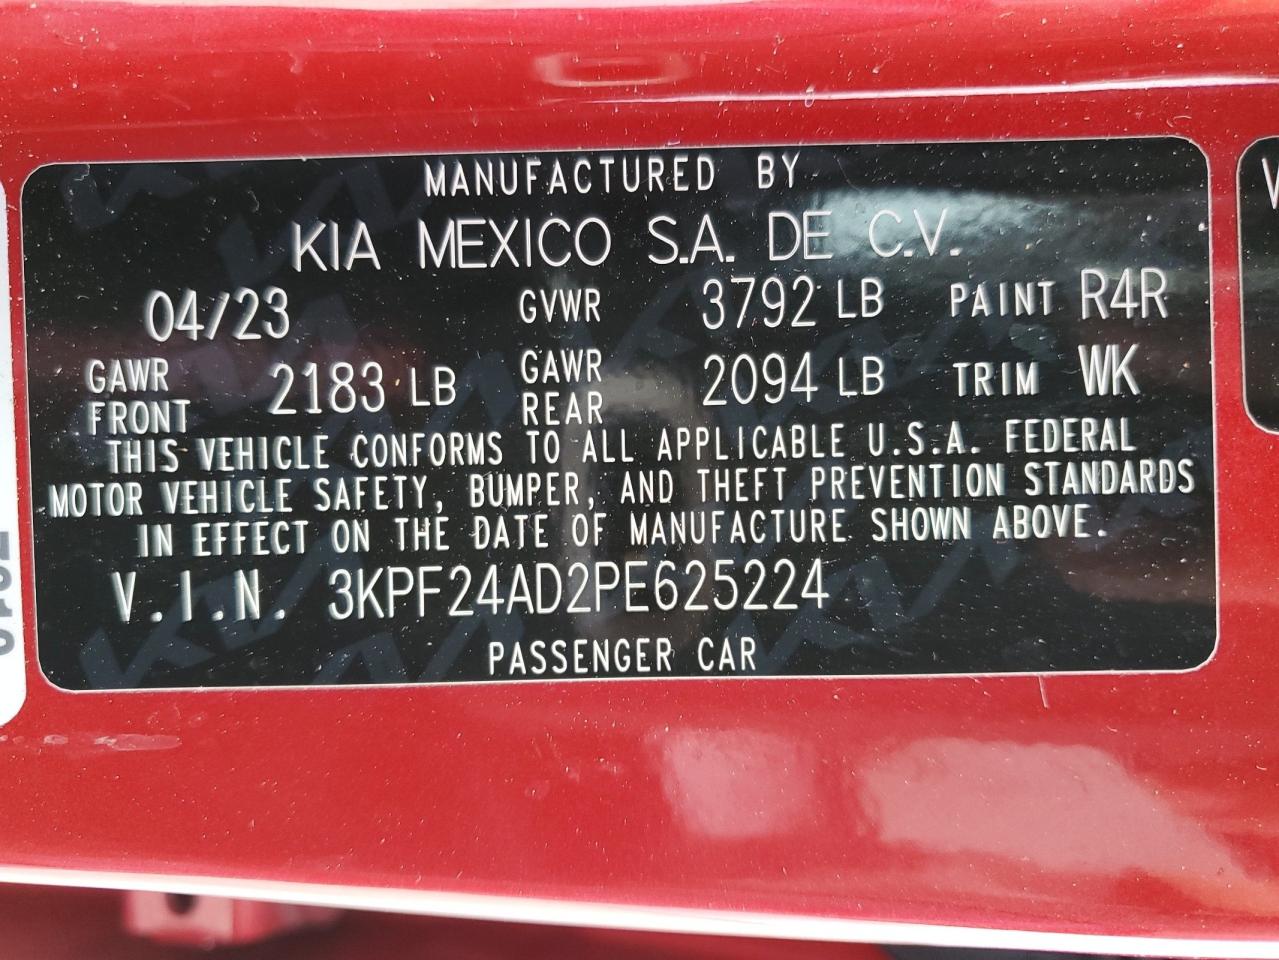 MANUFACTURED BY
KIA MEXICO S.A. DE C.V.
04/23 GVWR 3792 LB PAINT R4R
GAWR FRONT 2183 LB GAWR REAR 2094 LB TRIM WK
THIS VEHICLE CONFORMS TO ALL APPLICABLE U.S.A. FEDERAL
MOTOR VEHICLE SAFETY, BUMPER, AND THEFT PREVENTION STANDARDS
IN EFFECT ON THE DATE OF MANUFACTURE SHOWN ABOVE.
V.I.N. 3KPF24AD2PE625224
PASSENGER CAR